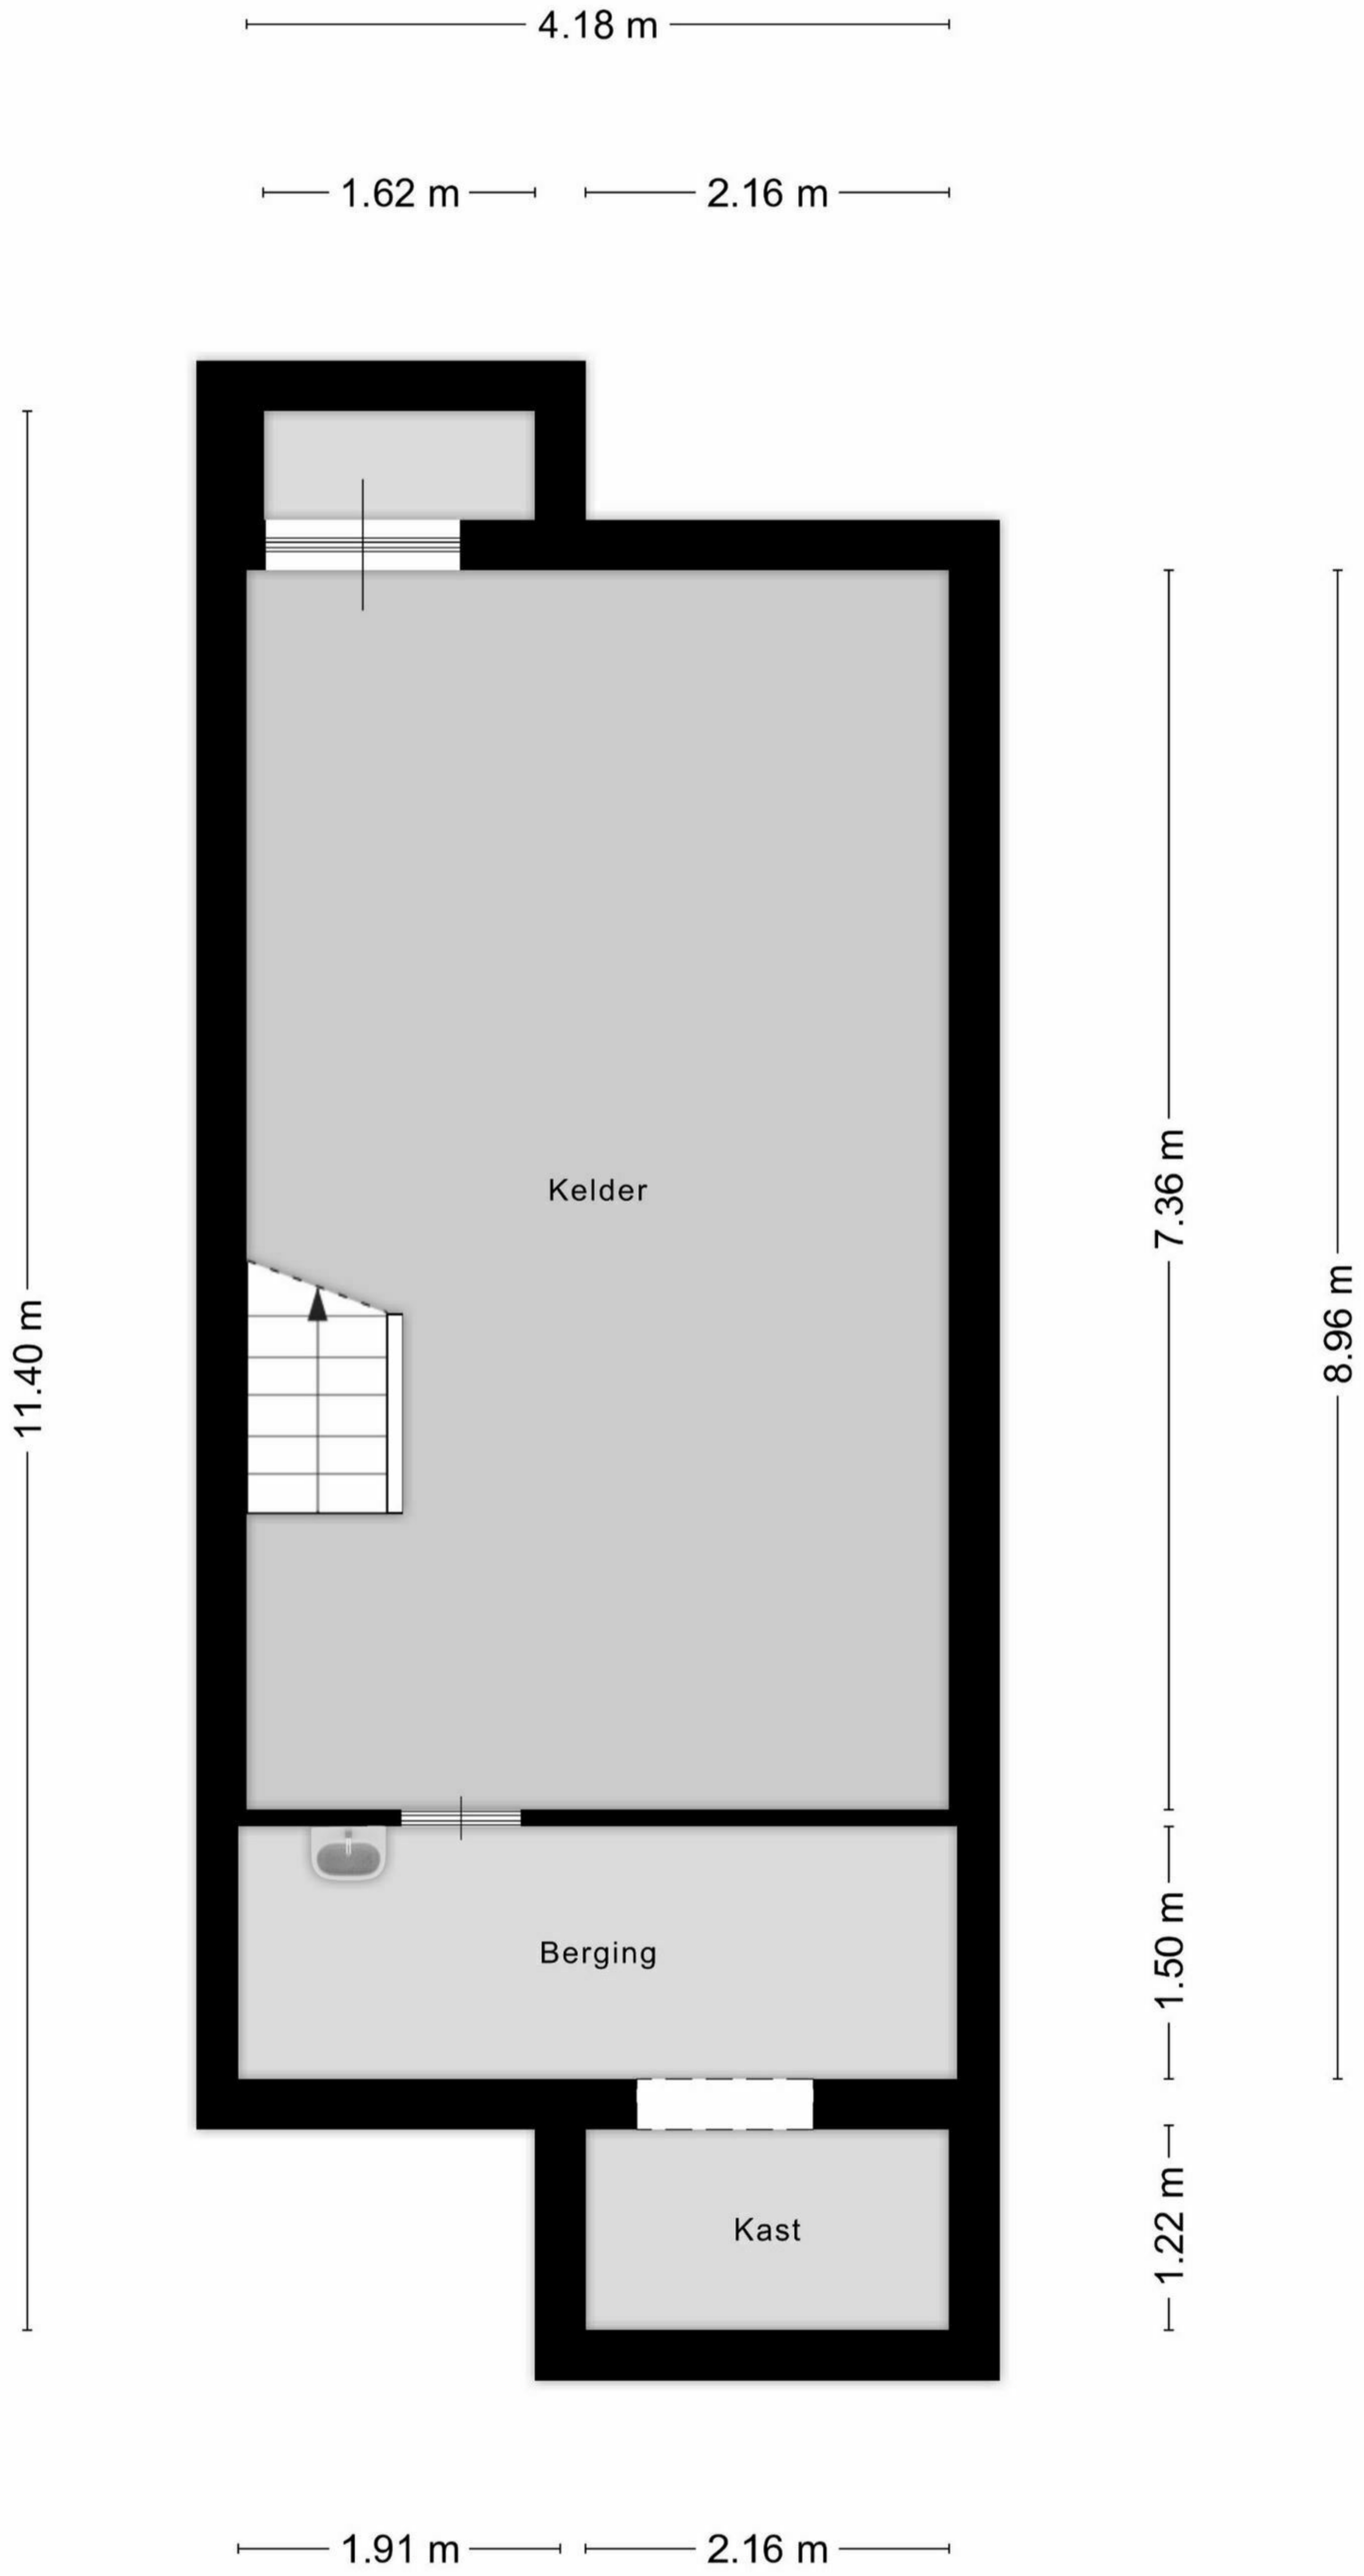 4.18 m
1.62 m
2.16 m
Kelder
7.36 m
8.96 m
11.40 m
Berging
1.50 m
Kast
1.22 m
1.91 m
2.16 m